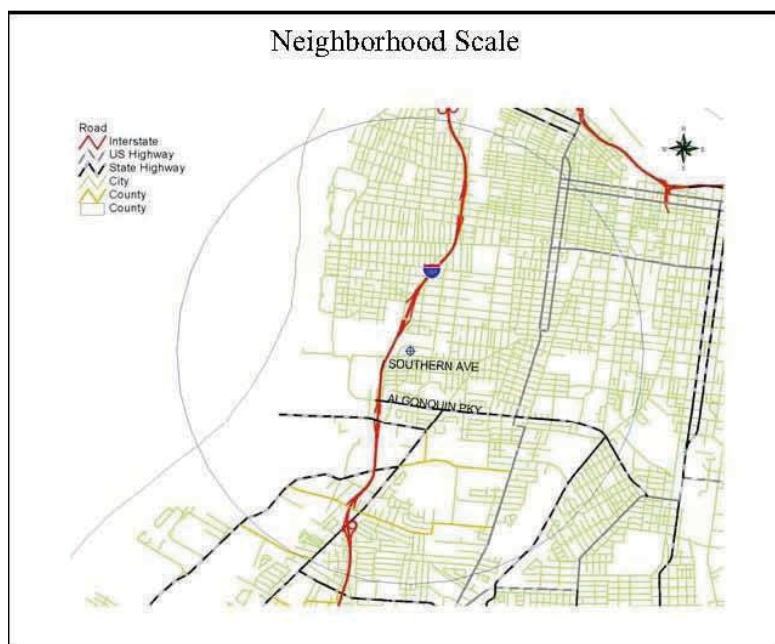 Neighborhood Scale
Road
Interstate
US Highway
State Highway
City
County
County
SOUTHERN AVE
ALGONQUIN PKY